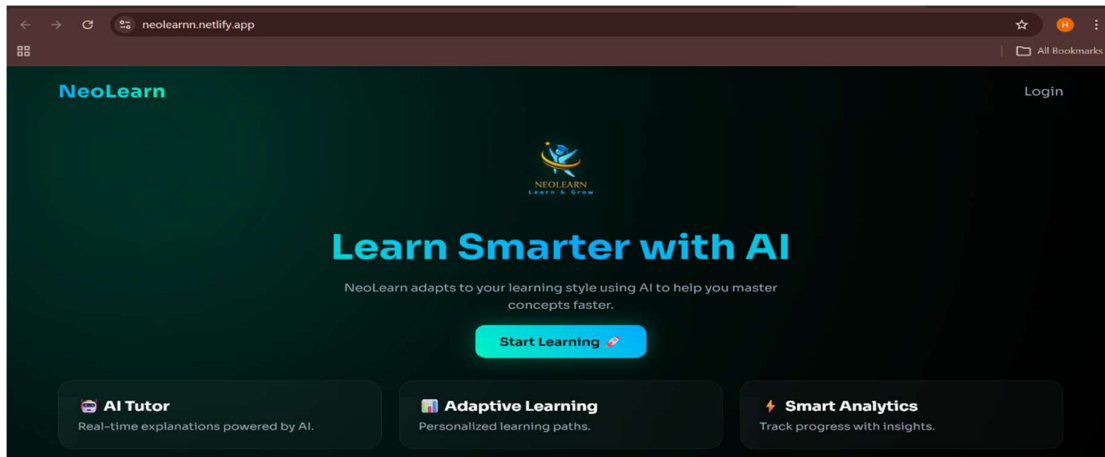 neolearnn.netlify.app
H
All Bookmarks
NeoLearn
Login
NEOLEARN
Learn & Grow
Learn Smarter with AI
NeoLearn adapts to your learning style using AI to help you master
concepts faster.
Start Learning 🚀
🤖 AI Tutor
Real-time explanations powered by AI.
📊 Adaptive Learning
Personalized learning paths.
⚡ Smart Analytics
Track progress with insights.